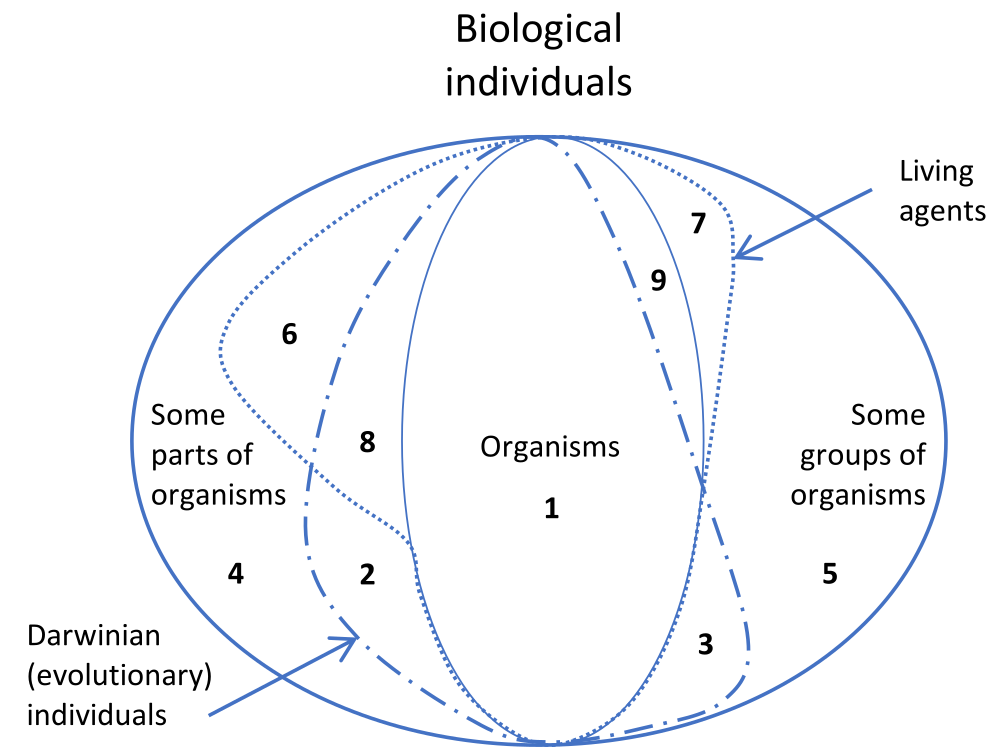 Biological
individuals
Living
agents
7
9
6
Some
parts of
organisms
8
Organisms
Some
groups of
organisms
1
4
2
5
3
Darwinian
(evolutionary)
individuals